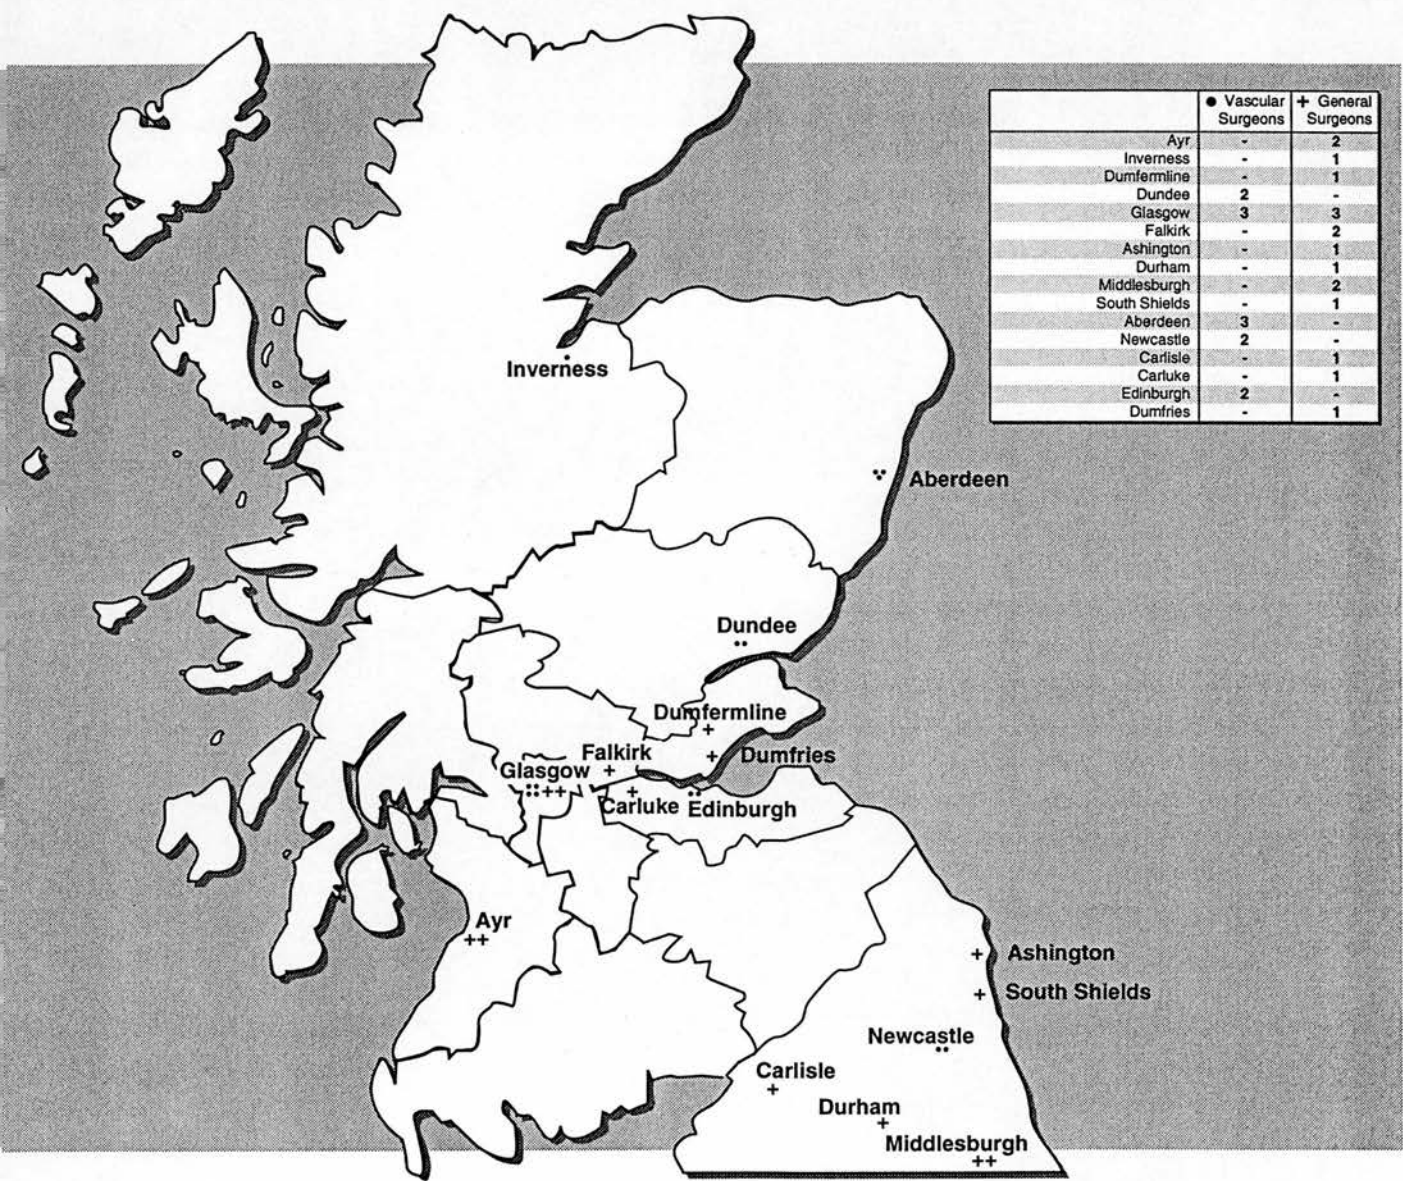 ● Vascular Surgeons + General Surgeons
Ayr - 2
Inverness - 1
Dumfermline - 1
Dundee 2 -
Glasgow 3 3
Falkirk - 2
Ashington - 1
Durham - 1
Middlesburgh - 2
South Shields - 1
Aberdeen 3 -
Newcastle 2 -
Carlisle - 1
Carluke - 1
Edinburgh 2 -
Dumfries - 1
Inverness
Aberdeen
Dundee
Dumfermline
Falkirk
Dumfries
Glasgow
Carluke
Edinburgh
Ayr
Ashington
South Shields
Newcastle
Carlisle
Durham
Middlesburgh